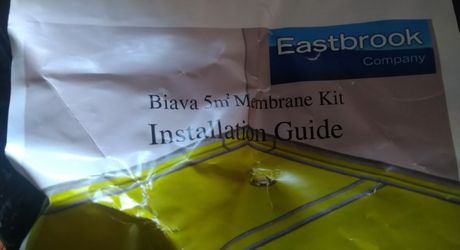 Eastbrook
Company
Biava 5m² Membrane Kit
Installation Guide